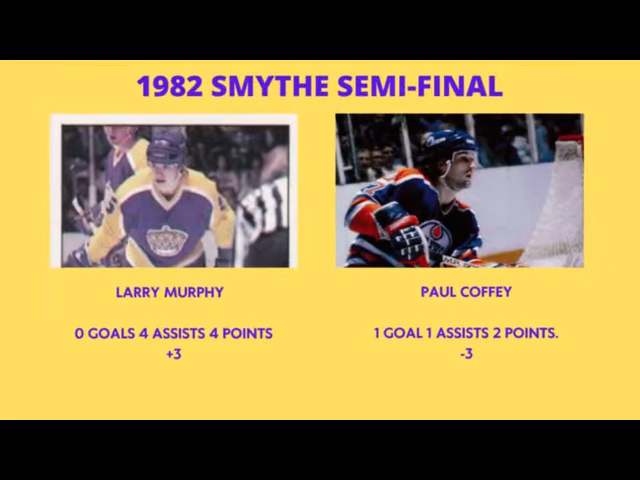 1982 SMYTHE SEMI-FINAL
LARRY MURPHY
0 GOALS 4 ASSISTS 4 POINTS
+3
PAUL COFFEY
1 GOAL 1 ASSISTS 2 POINTS.
-3